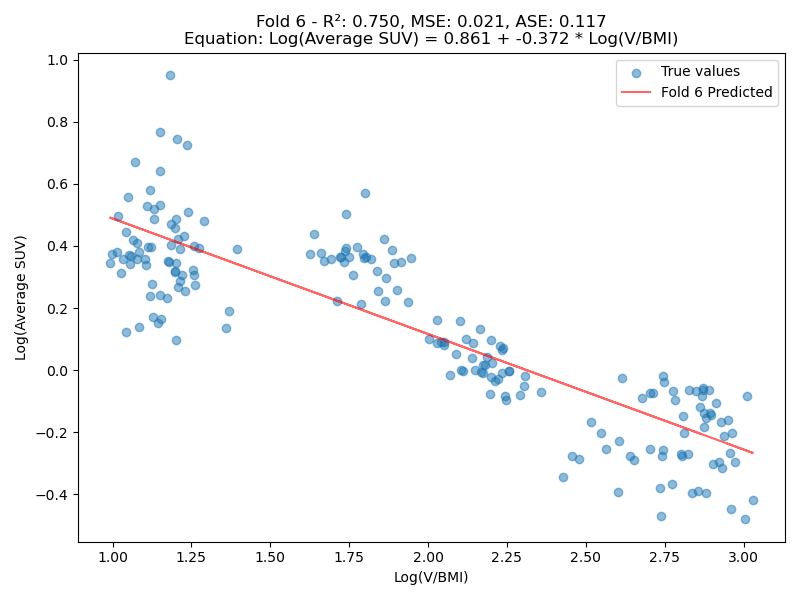 Fold 6 - R²: 0.750, MSE: 0.021, ASE: 0.117
Equation: Log(Average SUV) = 0.861 + -0.372 * Log(V/BMI)
True values
Fold 6 Predicted
Log(Average SUV)
1.0
0.8
0.6
0.4
0.2
0.0
−0.2
−0.4
1.00 1.25 1.50 1.75 2.00 2.25 2.50 2.75 3.00
Log(V/BMI)